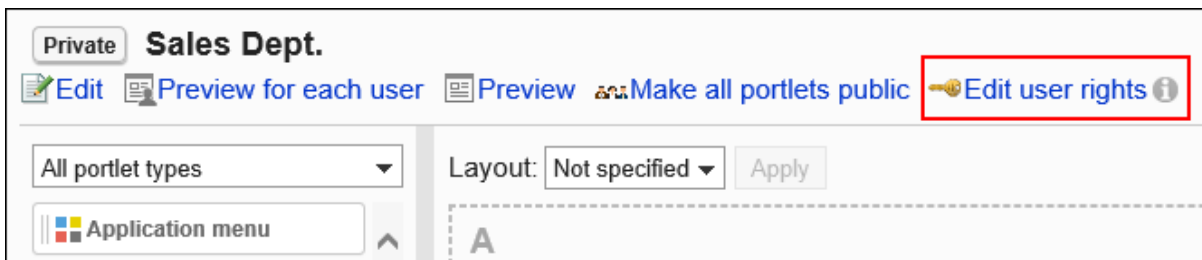 Private Sales Dept.
Edit Preview for each user Preview Make all portlets public Edit user rights
All portlet types Layout: Not specified Apply
Application menu A